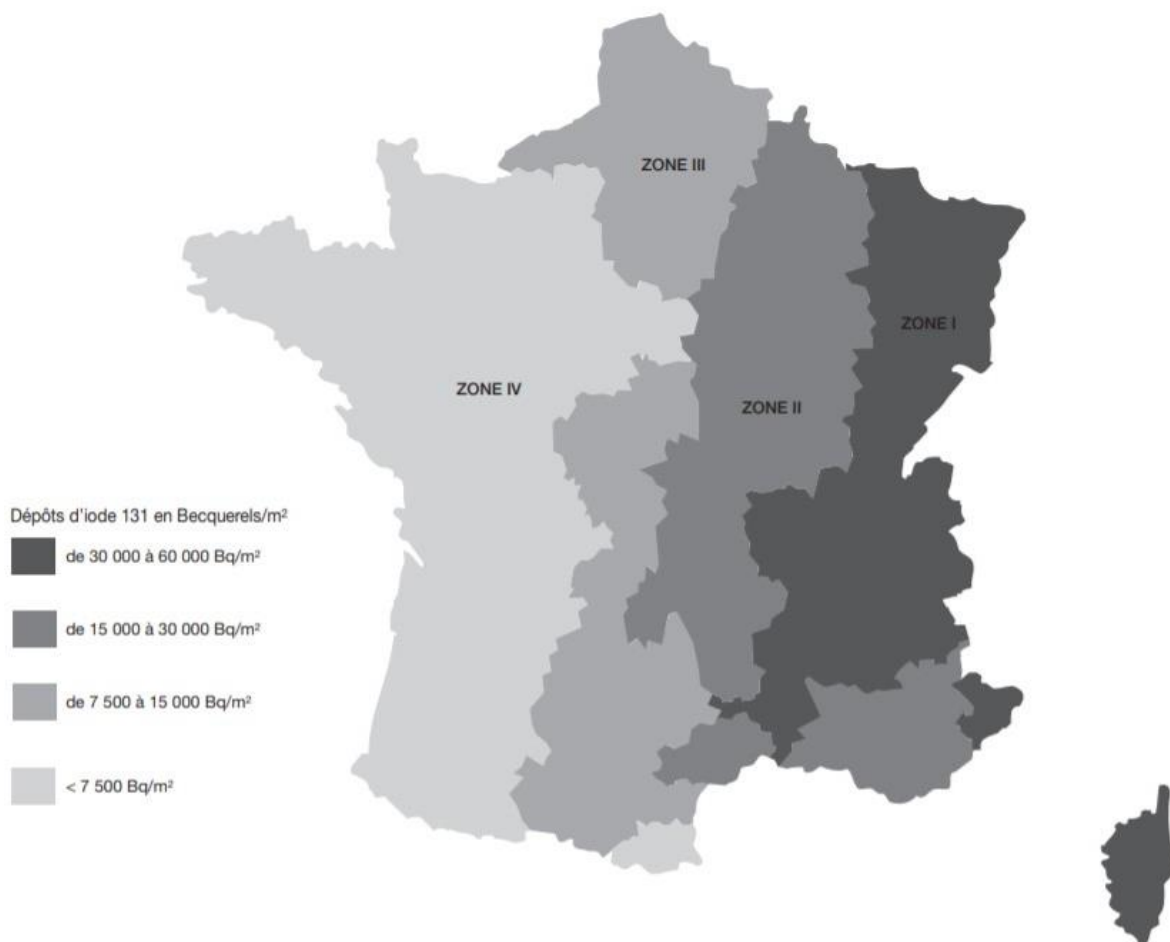 ZONE III
ZONE I
ZONE IV
ZONE II
Dépôts d'iode 131 en Becquerels/m²
de 30 000 à 60 000 Bq/m²
de 15 000 à 30 000 Bq/m²
de 7 500 à 15 000 Bq/m²
< 7 500 Bq/m²